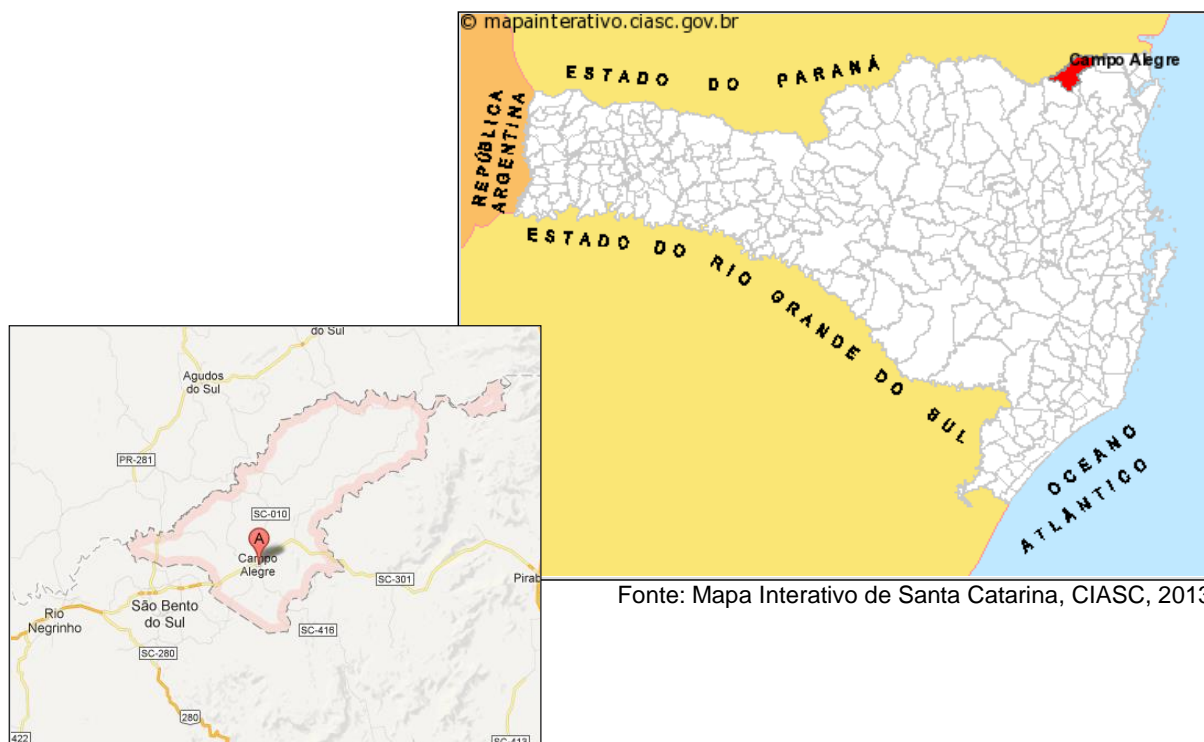 © mapainterativo.ciasc.gov.br
Campo Alegre
ESTADO DO PARANÁ
REPÚBLICA
ARGENTINA
ESTADO DO RIO GRANDE DO SUL
OCEANO
ATLÂNTICO
Fonte: Mapa Interativo de Santa Catarina, CIASC, 2013
do Sul
Agudos
do Sul
PR-281
SC-010
A
Campo
Alegre
SC-301
Pirab
São Bento
do Sul
Rio
Negrinho
SC-416
SC-280
280
422
SC-413